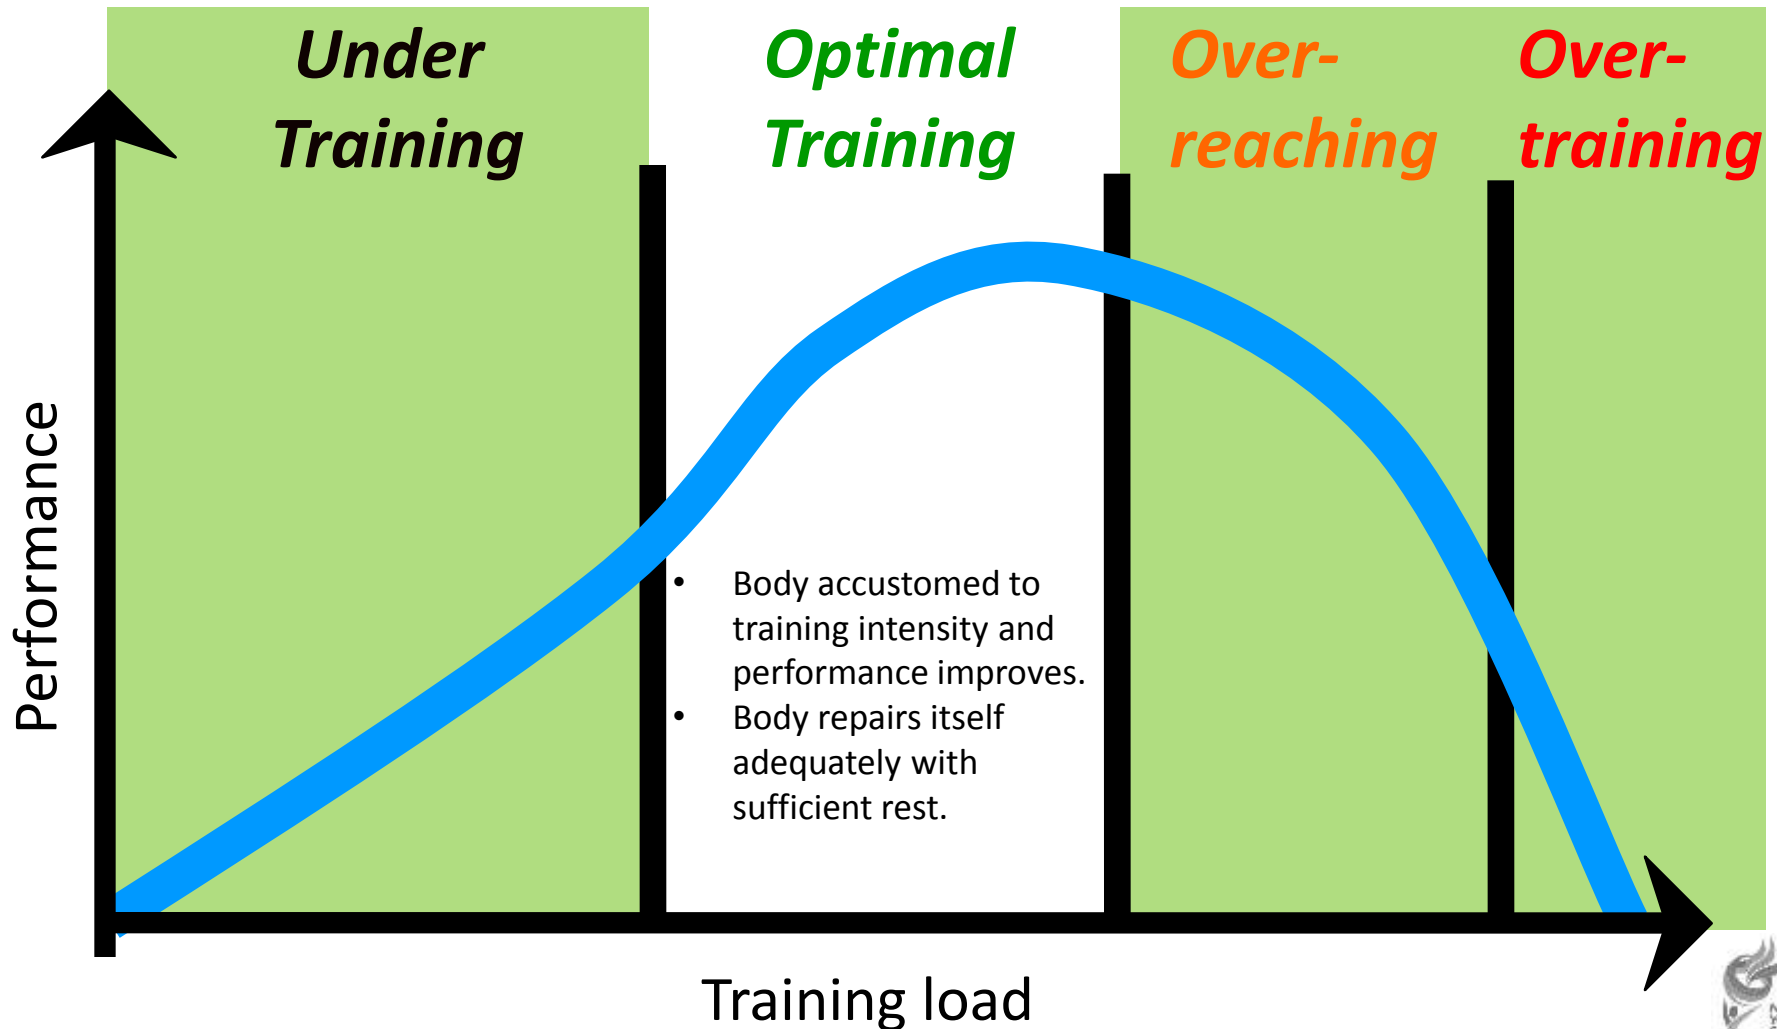 Under
Training
Optimal
Training
Over-
reaching
Over-
training
Performance
• Body accustomed to
training intensity and
performance improves.
• Body repairs itself
adequately with
sufficient rest.
Training load